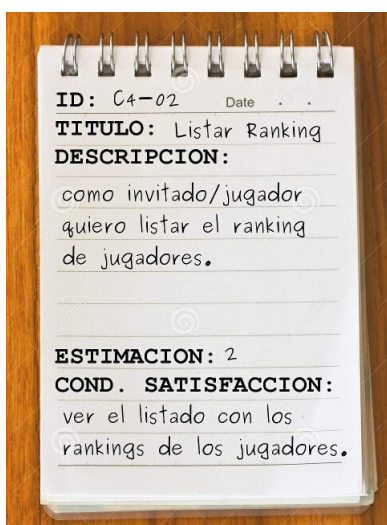 ID: C4-02 Date . .
TITULO: Listar Ranking
DESCRIPCION:
como invitado/jugador
quiero listar el ranking
de jugadores.
ESTIMACION: 2
COND. SATISFACCION:
ver el listado con los
rankings de los jugadores.